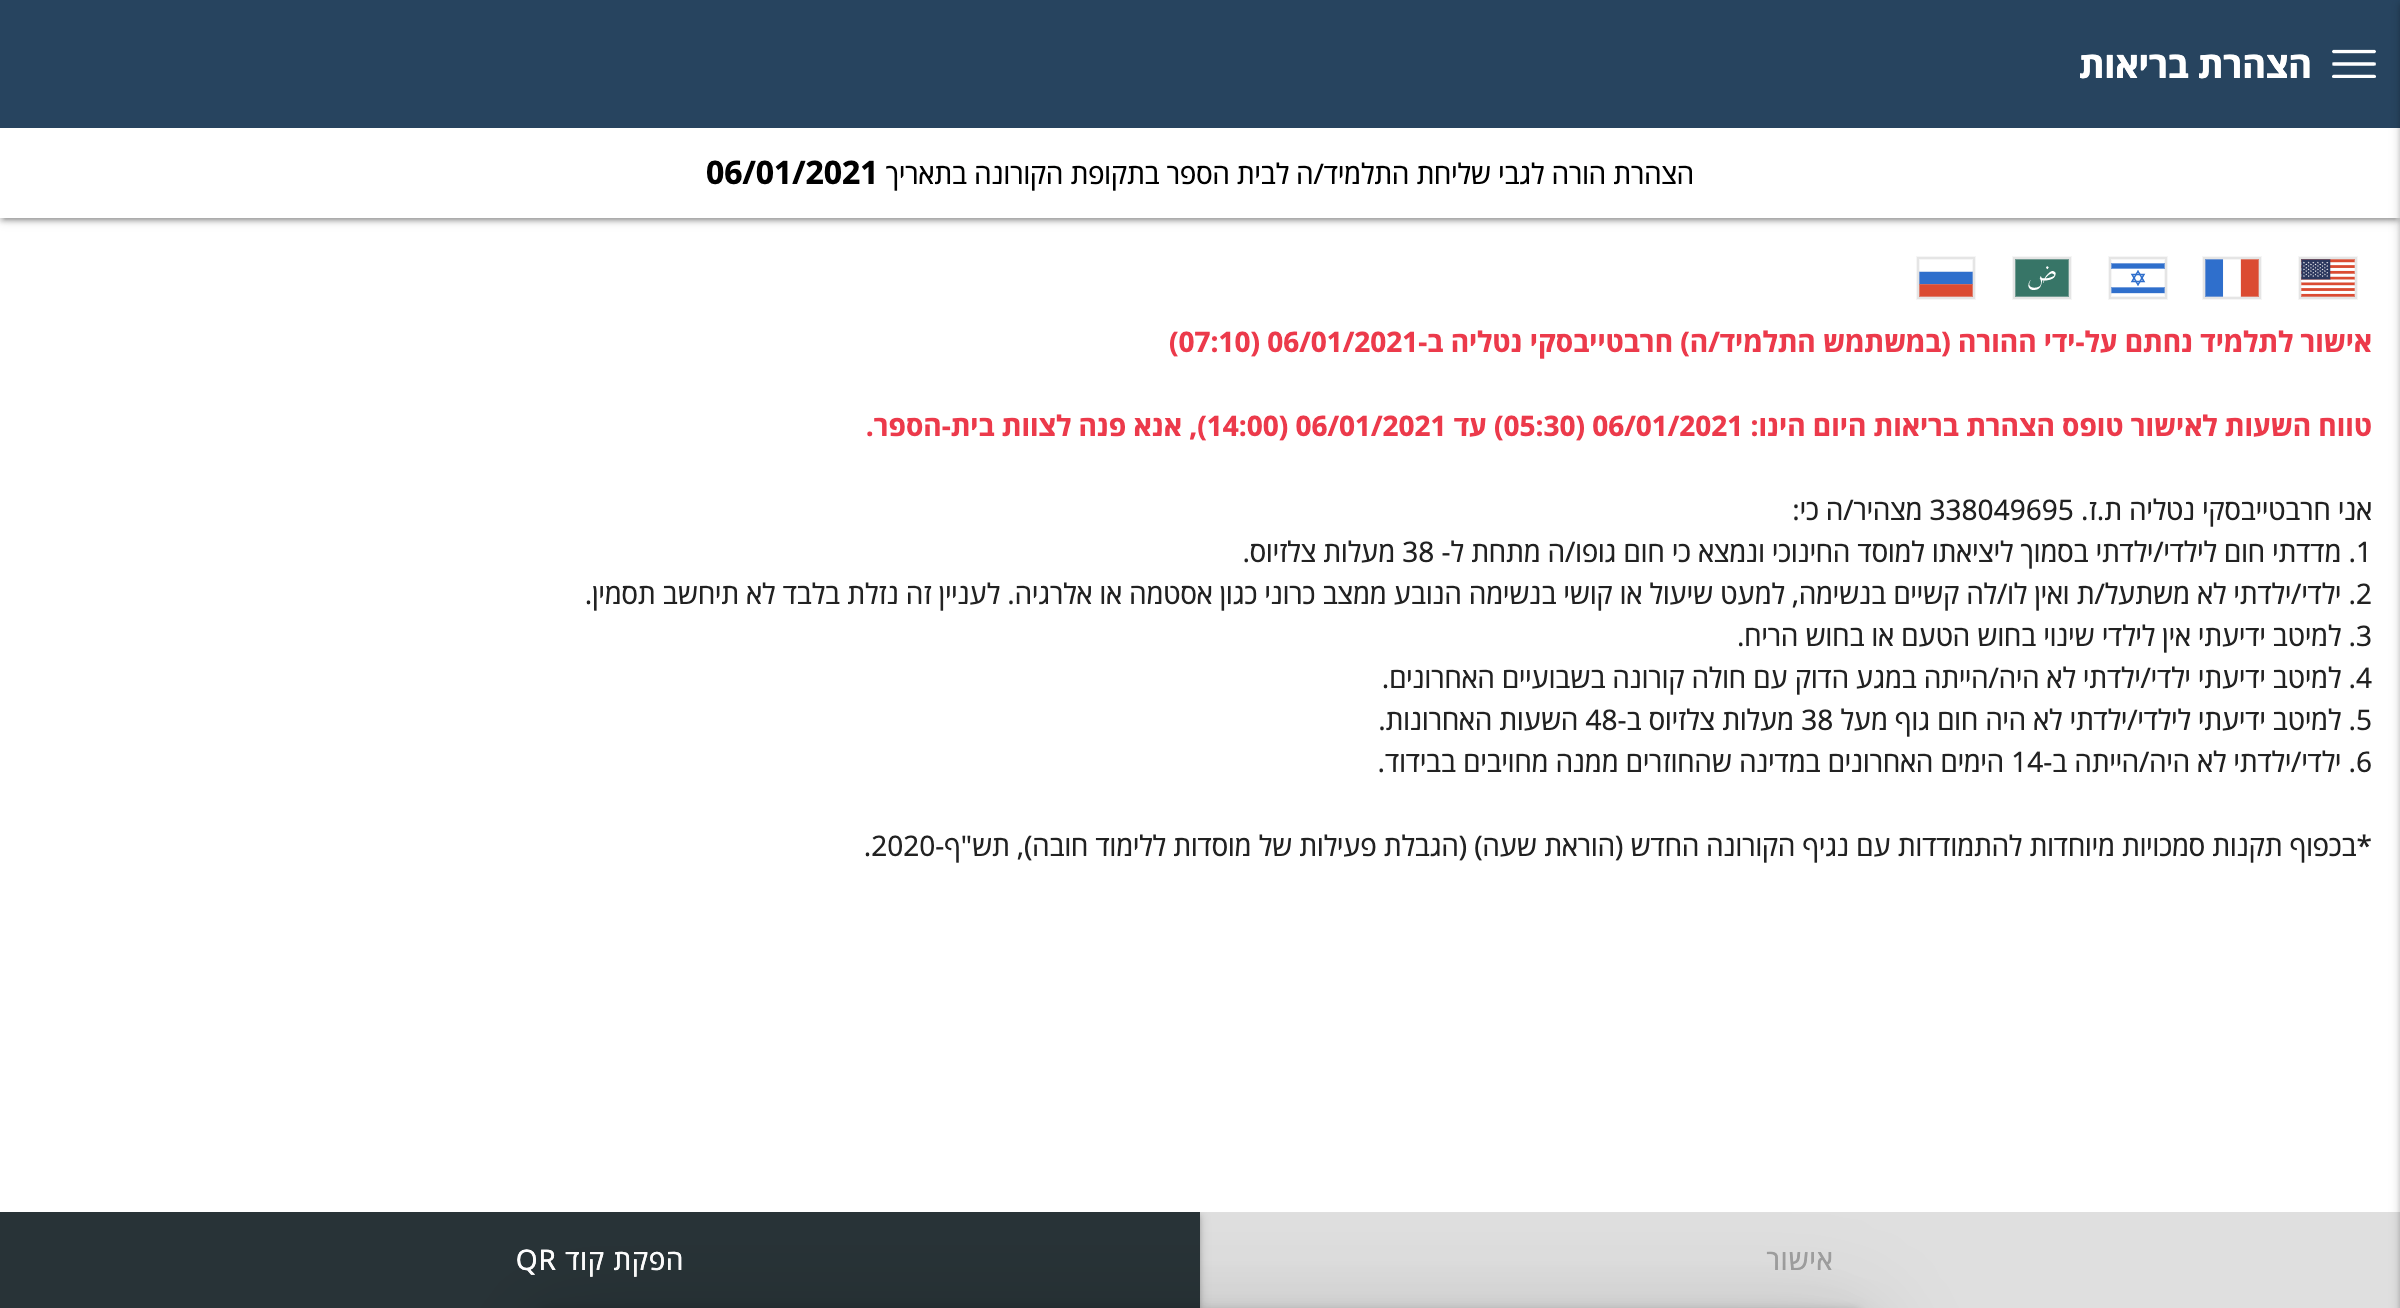 הצהרת בריאות
הצהרת הורה לגבי שליחת התלמיד/ה לבית הספר בתקופת הקורונה בתאריך 06/01/2021
ض
אישור לתלמיד נחתם על-ידי ההורה (במשתמש התלמיד/ה) חרבטייבסקי נטליה ב-06/01/2021 (07:10)
טווח השעות לאישור טופס הצהרת בריאות היום הינו: 06/01/2021 (05:30) עד 06/01/2021 (14:00), אנא פנה לצוות בית-הספר.
אני חרבטייבסקי נטליה ת.ז. 338049695 מצהיר/ה כי:
1. מדדתי חום לילדי/ילדתי בסמוך ליציאתו למוסד החינוכי ונמצא כי חום גופו/ה מתחת ל- 38 מעלות צלזיוס.
2. ילדי/ילדתי לא משתעל/ת ואין לו/לה קשיים בנשימה, למעט שיעול או קושי בנשימה הנובע ממצב כרוני כגון אסטמה או אלרגיה. לעניין זה נזלת בלבד לא תיחשב תסמין.
3. למיטב ידיעתי אין לילדי שינוי בחוש הטעם או בחוש הריח.
4. למיטב ידיעתי ילדי/ילדתי לא היה/הייתה במגע הדוק עם חולה קורונה בשבועיים האחרונים.
5. למיטב ידיעתי לילדי/ילדתי לא היה חום גוף מעל 38 מעלות צלזיוס ב-48 השעות האחרונות.
6. ילדי/ילדתי לא היה/הייתה ב-14 הימים האחרונים במדינה שהחוזרים ממנה מחויבים בבידוד.
*בכפוף תקנות סמכויות מיוחדות להתמודדות עם נגיף הקורונה החדש (הוראת שעה) (הגבלת פעילות של מוסדות ללימוד חובה), תש"ף-2020.
אישור
הפקת קוד QR